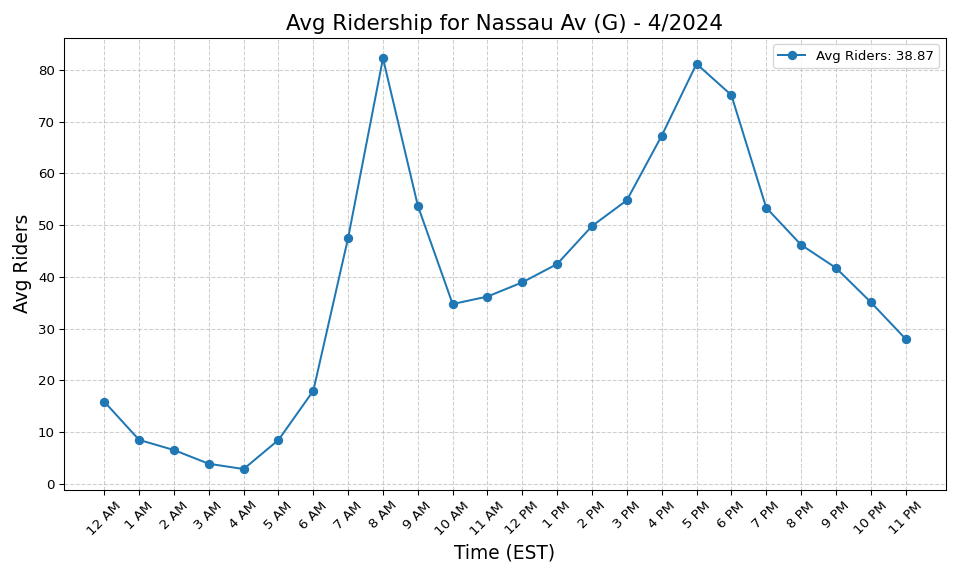 Avg Ridership for Nassau Av (G) - 4/2024
Avg Riders: 38.87
Avg Riders
80
70
60
50
40
30
20
10
0
12 AM
1 AM
2 AM
3 AM
4 AM
5 AM
6 AM
7 AM
8 AM
9 AM
10 AM
11 AM
12 PM
1 PM
2 PM
3 PM
4 PM
5 PM
6 PM
7 PM
8 PM
9 PM
10 PM
11 PM
Time (EST)